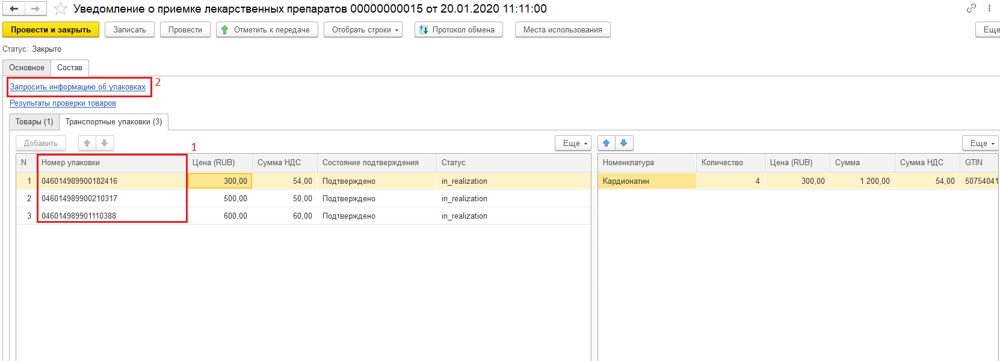 Уведомление о приемке лекарственных препаратов 00000000015 от 20.01.2020 11:11:00
Провести и закрыть Записать Провести Отметить к передаче Отобрать строки Протокол обмена Места использования Еще
Статус: Закрыто
Основное Состав
Запросить информацию об упаковках 2
Результаты проверки товаров
Товары (1) Транспортные упаковки (3)
Добавить 1 Еще Еще
N Номер упаковки Цена (RUB) Сумма НДС Состояние подтверждения Статус Номенклатура Количество Цена (RUB) Сумма Сумма НДС GTIN
1 046014989900182416 300,00 54,00 Подтверждено in_realization Кардионатин 4 300,00 1 200,00 54,00 50754041
2 046014989900210317 500,00 50,00 Подтверждено in_realization
3 046014989901110388 600,00 60,00 Подтверждено in_realization